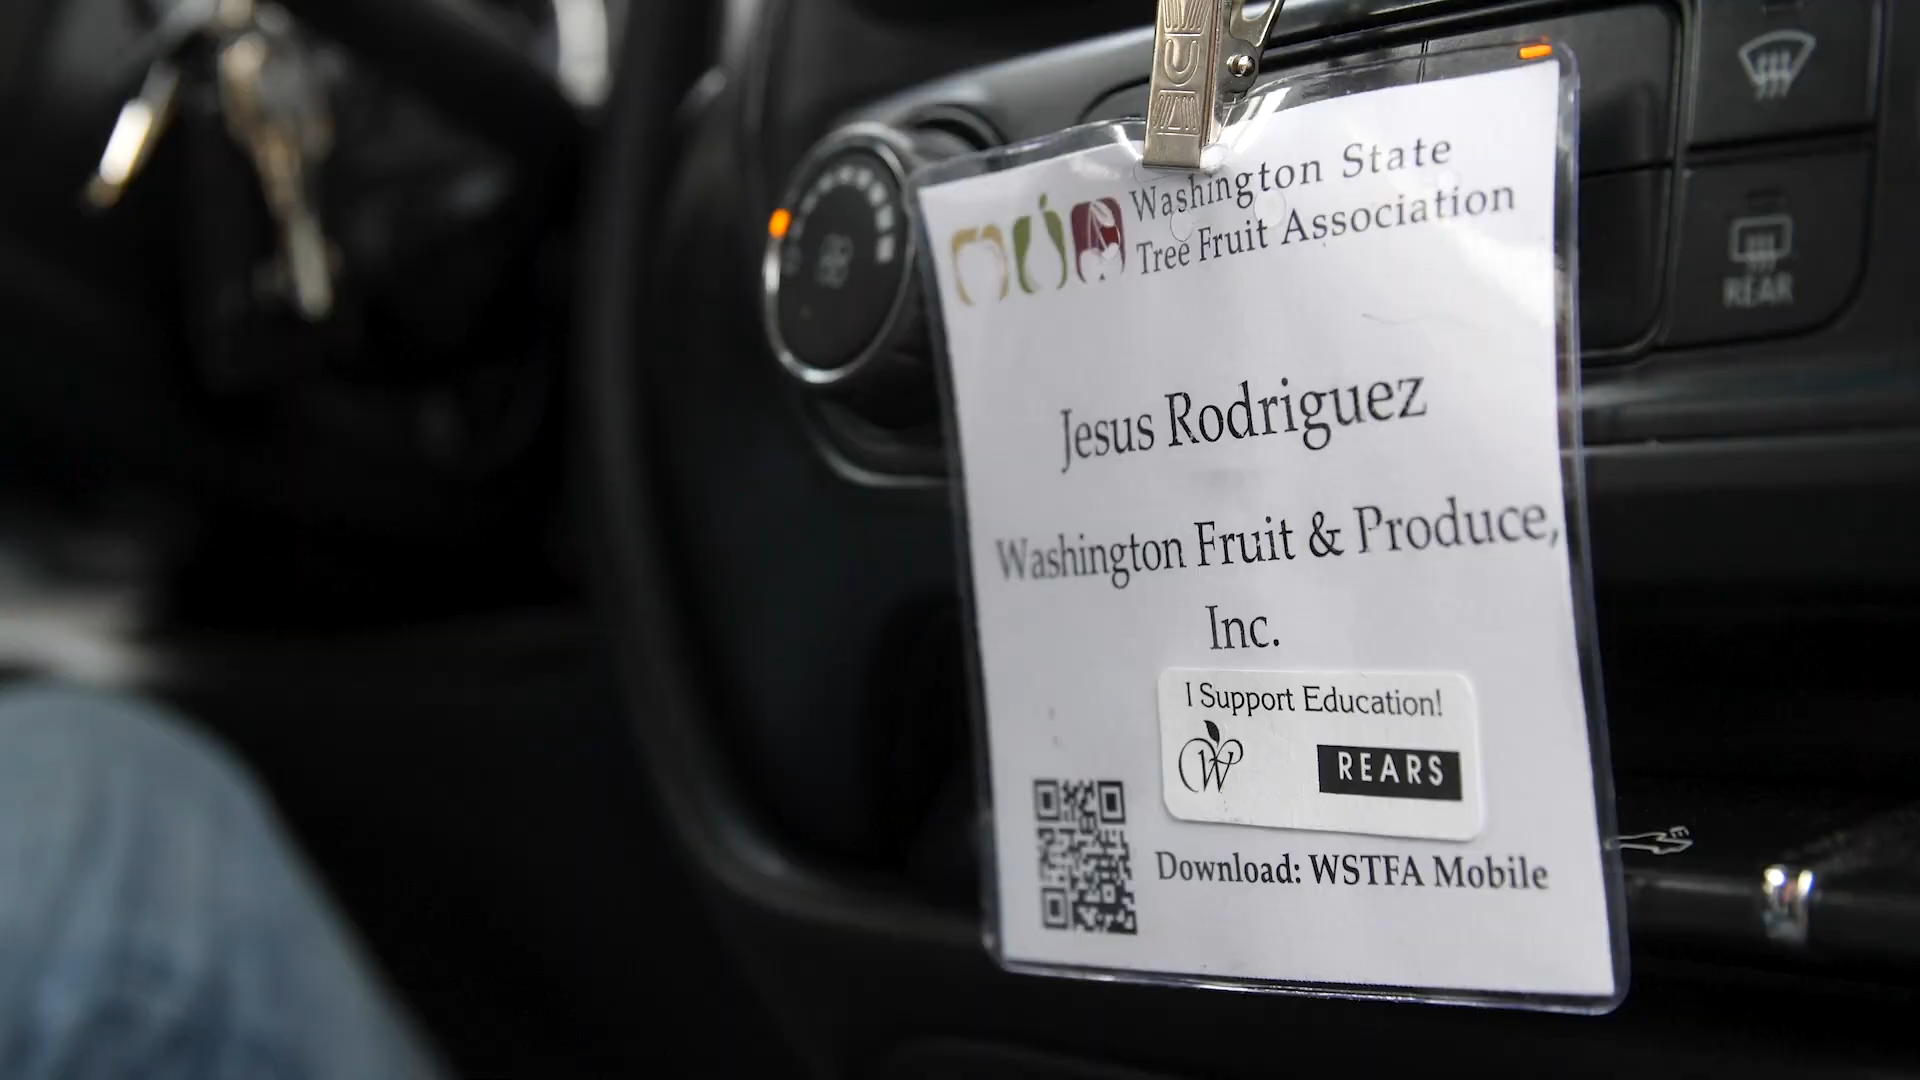 Washington State
Tree Fruit Association
Jesus Rodriguez
Washington Fruit & Produce,
Inc.
I Support Education!
W
REARS
Download: WSTFA Mobile
REAR